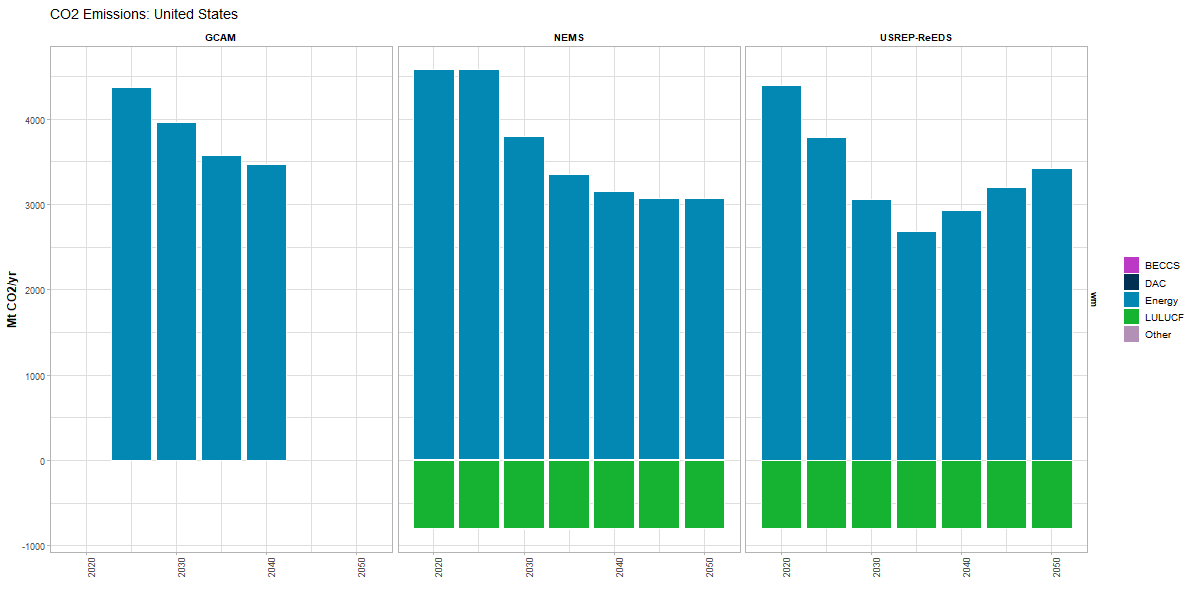 CO2 Emissions: United States
GCAM
NEMS
USREP-ReEDS
Mt CO2/yr
4000
3000
2000
1000
0
-1000
2020
2030
2040
2050
2020
2030
2040
2050
2020
2030
2040
2050
wm
BECCS
DAC
Energy
LULUCF
Other